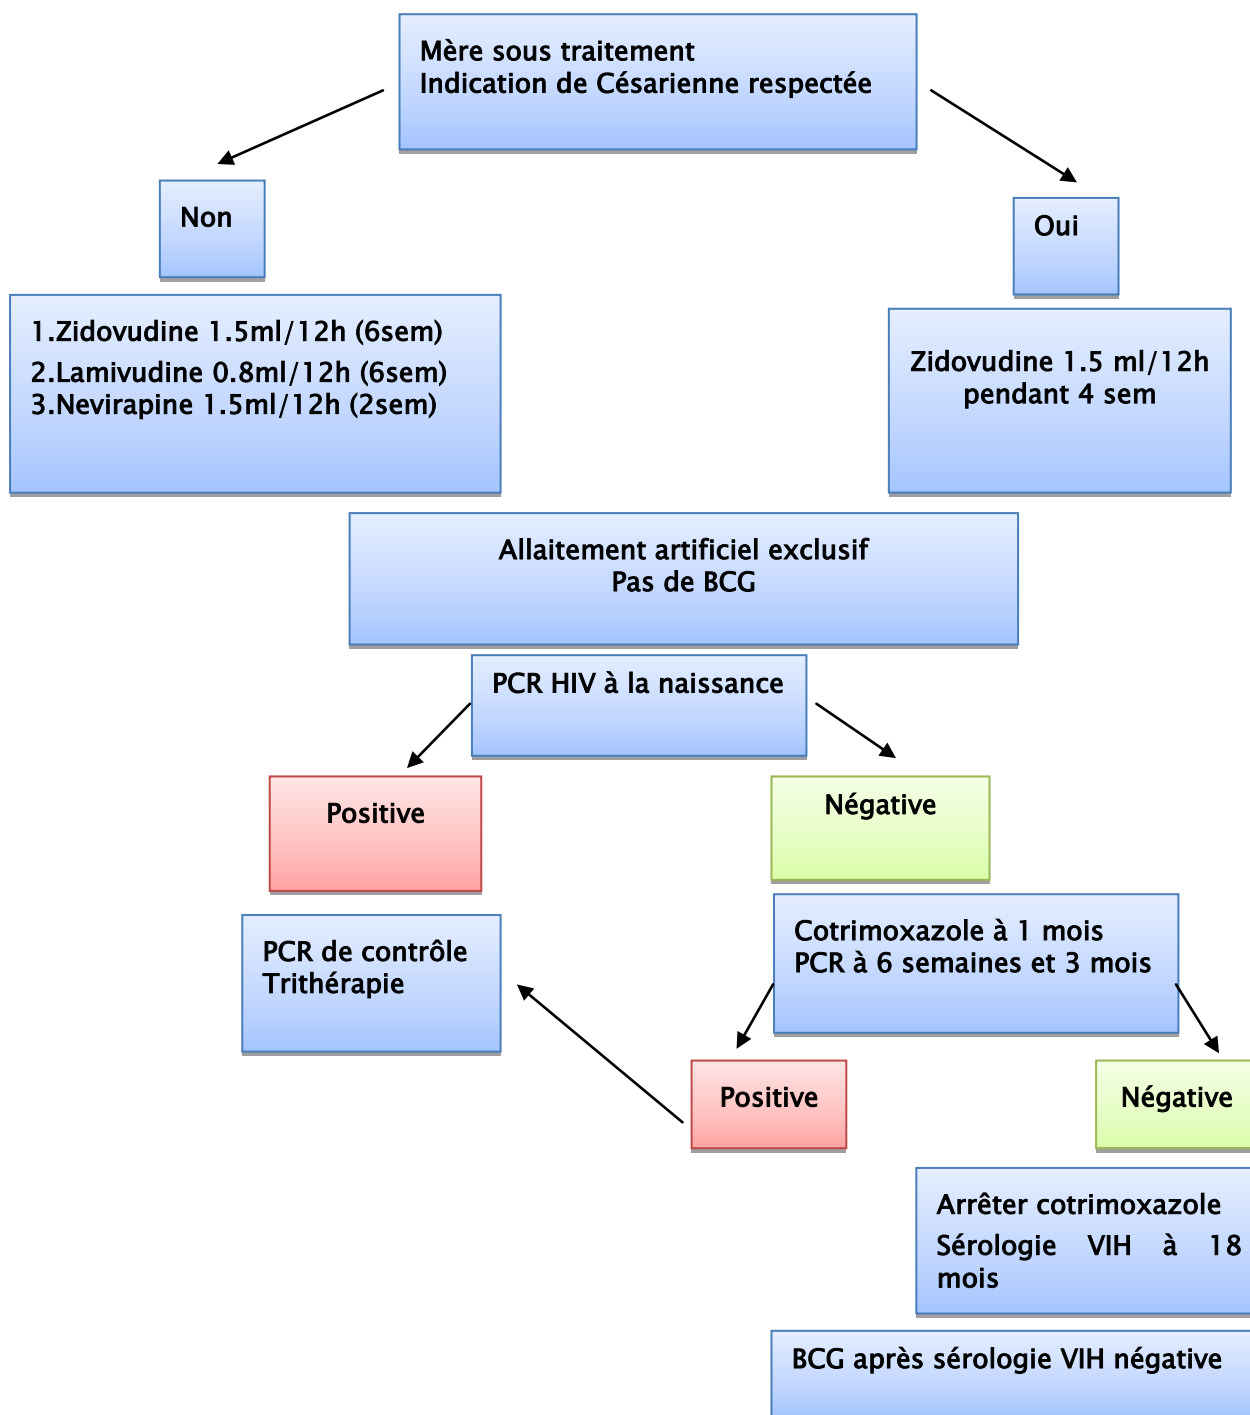 Mère sous traitement
Indication de Césarienne respectée
Non
Oui
1.Zidovudine 1.5ml/12h (6sem)
2.Lamivudine 0.8ml/12h (6sem)
3.Nevirapine 1.5ml/12h (2sem)
Zidovudine 1.5 ml/12h
pendant 4 sem
Allaitement artificiel exclusif
Pas de BCG
PCR HIV à la naissance
Positive
Négative
PCR de contrôle
Trithérapie
Cotrimoxazole à 1 mois
PCR à 6 semaines et 3 mois
Positive
Négative
Arrêter cotrimoxazole
Sérologie VIH à 18
mois
BCG après sérologie VIH négative